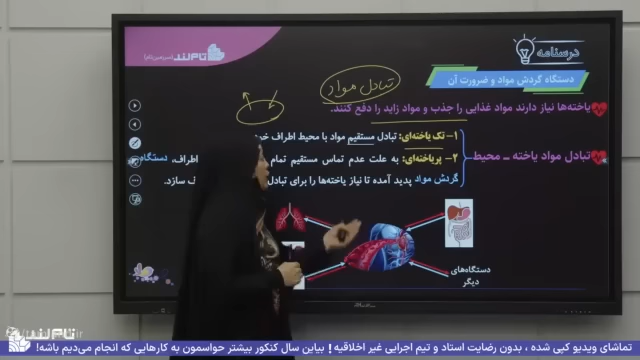 درسنامه
تام‌لند
دستگاه گردش مواد و ضرورت آن
تبادل مواد
یاخته‌ها نیاز دارند مواد غذایی را جذب و مواد زاید را دفع کنند.
تبادل مواد یاخته – محیط
۱- تک یاخته‌ای: تبادل مستقیم مواد با محیط اطراف
۲- پریاخته‌ای: به علت عدم تماس مستقیم تمام اطراف، دستگاه
گردش مواد پدید آمده تا نیاز یاخته‌ها را برای تبادل سازد.
دستگاه‌های
دیگر
تماشای ویدیو کپی شده ، بدون رضایت استاد و تیم اجرایی غیر اخلاقیه ! بیاین سال کنکور بیشتر حواسمون به کارهایی که انجام می‌دیم باشه!
تام‌لند